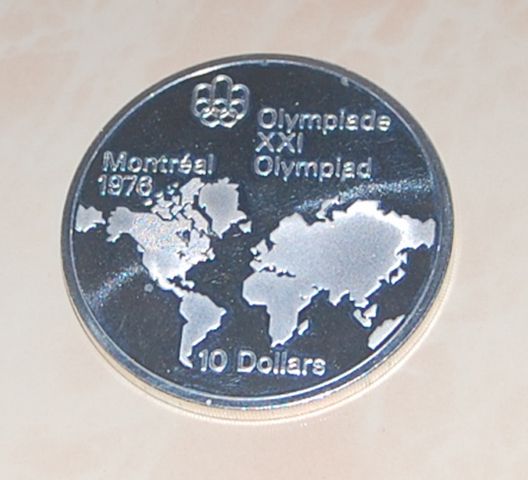 Olympiade
XXI
Olympiad
Montréal
1976
10 Dollars